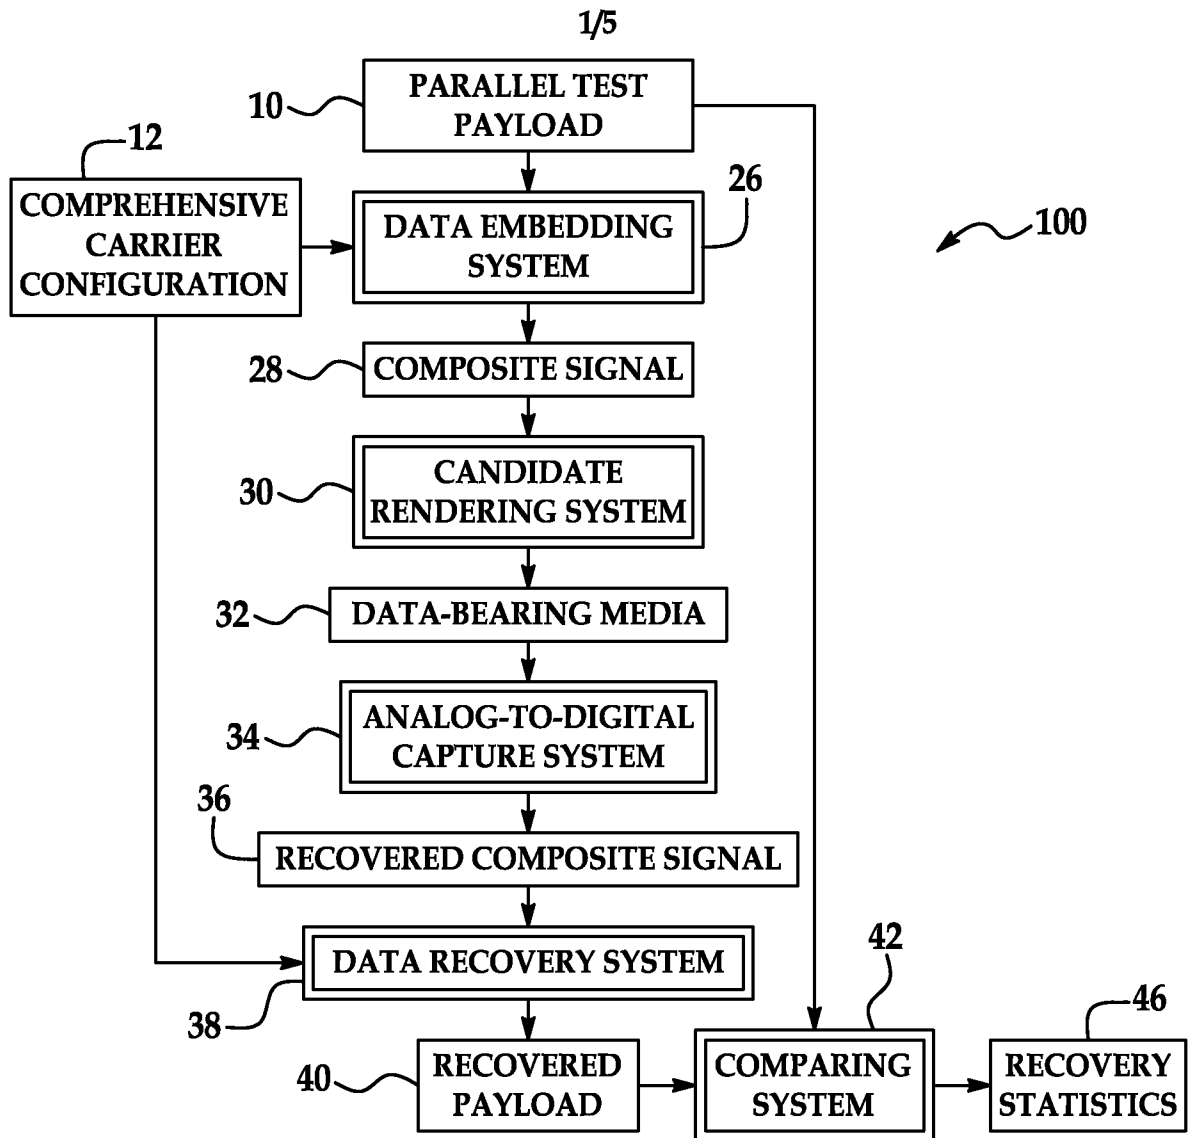 1/5
PARALLEL TEST
PAYLOAD
10
12
COMPREHENSIVE
CARRIER
CONFIGURATION
DATA EMBEDDING
SYSTEM
26
100
28
COMPOSITE SIGNAL
30
CANDIDATE
RENDERING SYSTEM
32
DATA-BEARING MEDIA
34
ANALOG-TO-DIGITAL
CAPTURE SYSTEM
36
RECOVERED COMPOSITE SIGNAL
DATA RECOVERY SYSTEM
38
42
46
40
RECOVERED
PAYLOAD
COMPARING
SYSTEM
RECOVERY
STATISTICS